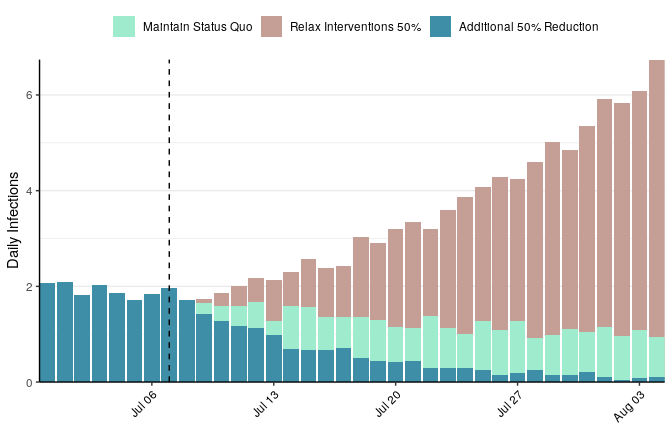 Maintain Status Quo Relax Interventions 50% Additional 50% Reduction
Daily Infections
6
4
2
0
Jul 06 Jul 13 Jul 20 Jul 27 Aug 03